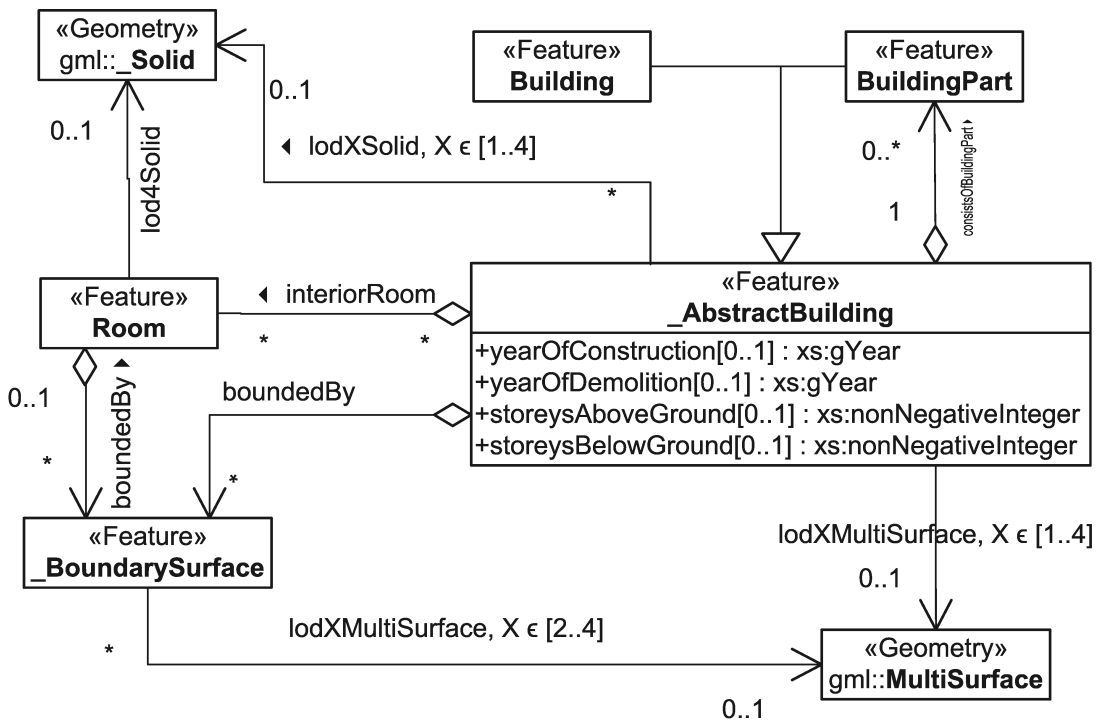 «Geometry»
gml::_Solid
«Feature»
Building
«Feature»
BuildingPart
0..1
0..1
lod4Solid
◄ lodXSolid, X ϵ [1..4]
*
0..*
1
consistsOfBuildingPart►
«Feature»
Room
◄ interiorRoom
*
*
«Feature»
_AbstractBuilding
+yearOfConstruction[0..1] : xs:gYear
+yearOfDemolition[0..1] : xs:gYear
+storeysAboveGround[0..1] : xs:nonNegativeInteger
+storeysBelowGround[0..1] : xs:nonNegativeInteger
0..1
boundedBy►
boundedBy
*
*
«Feature»
_BoundarySurface
lodXMultiSurface, X ϵ [1..4]
0..1
lodXMultiSurface, X ϵ [2..4]
*
0..1
«Geometry»
gml::MultiSurface